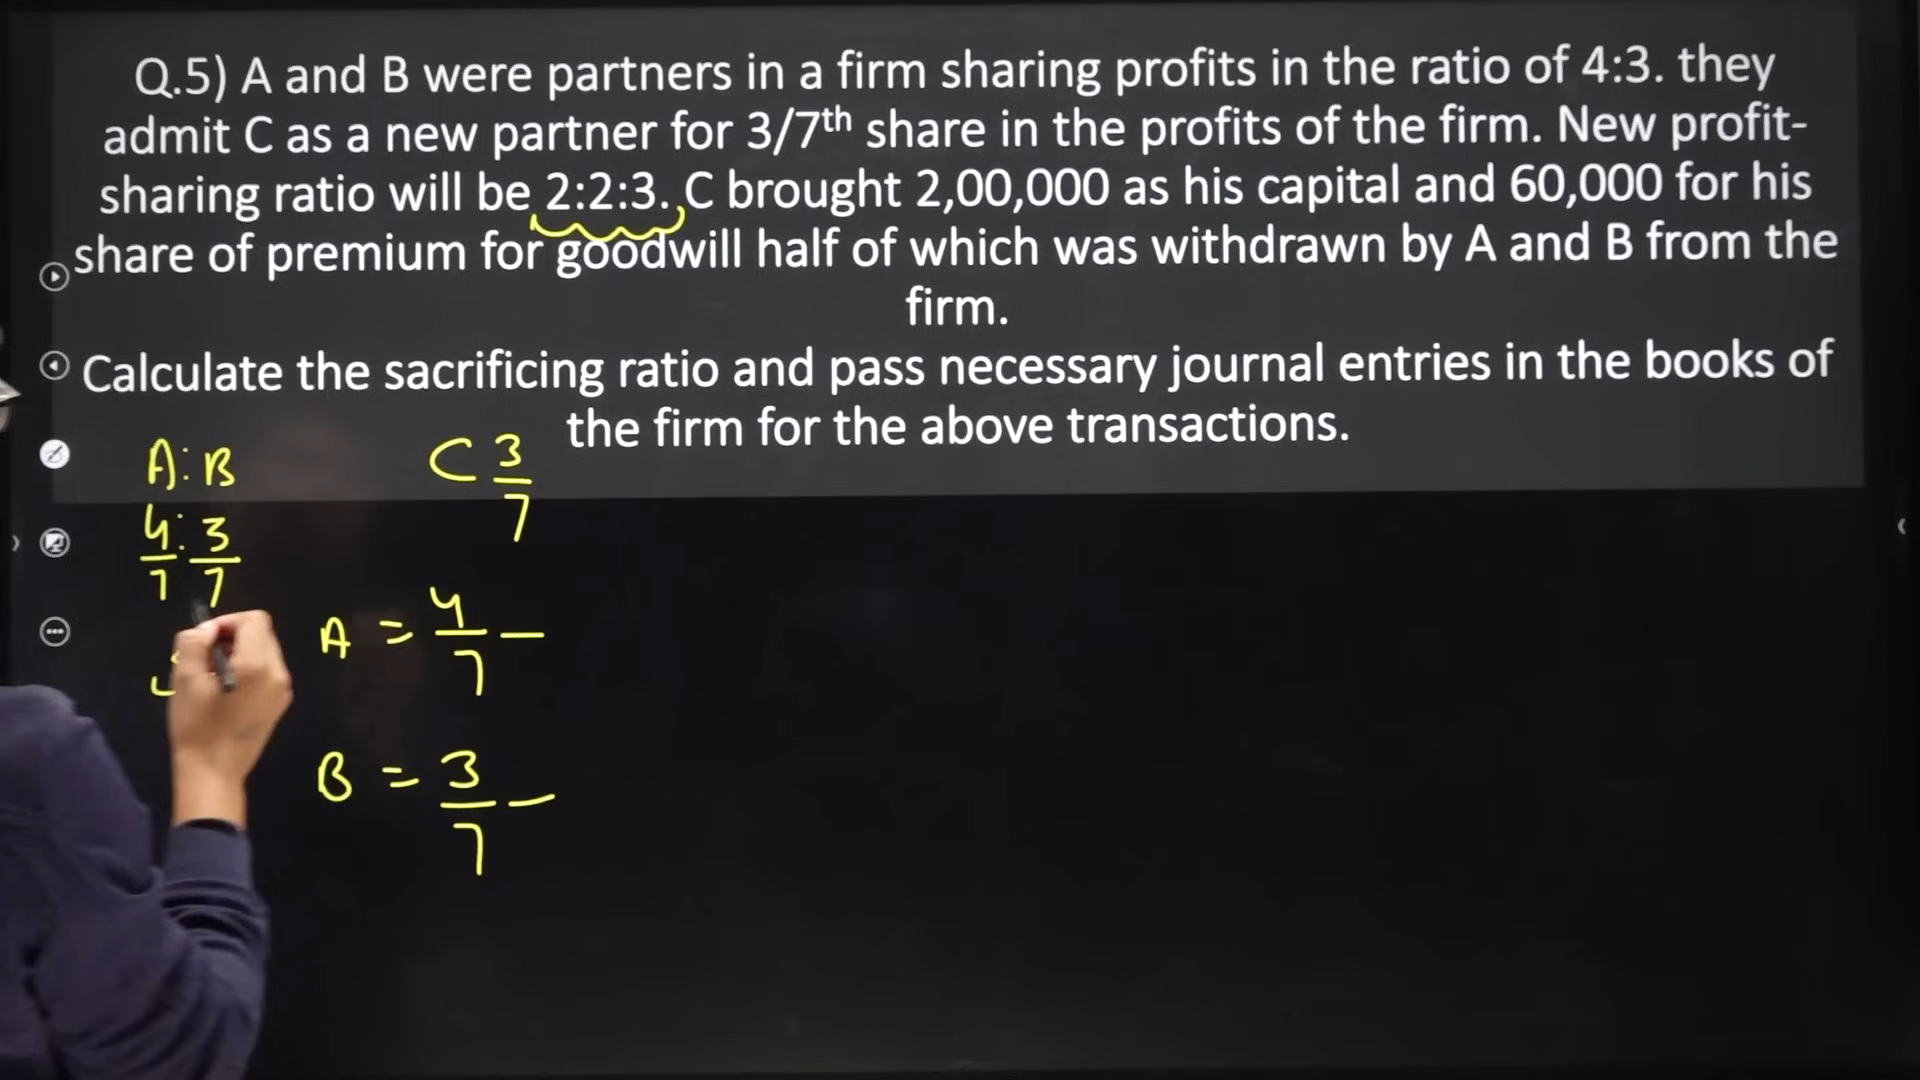 Q.5) A and B were partners in a firm sharing profits in the ratio of 4:3. they
admit C as a new partner for 3/7th share in the profits of the firm. New profit-
sharing ratio will be 2:2:3. C brought 2,00,000 as his capital and 60,000 for his
share of premium for goodwill half of which was withdrawn by A and B from the
firm.
Calculate the sacrificing ratio and pass necessary journal entries in the books of
the firm for the above transactions.
A : B
4/7 : 3/7
C 3/7
A = 4/7 -
B = 3/7 -